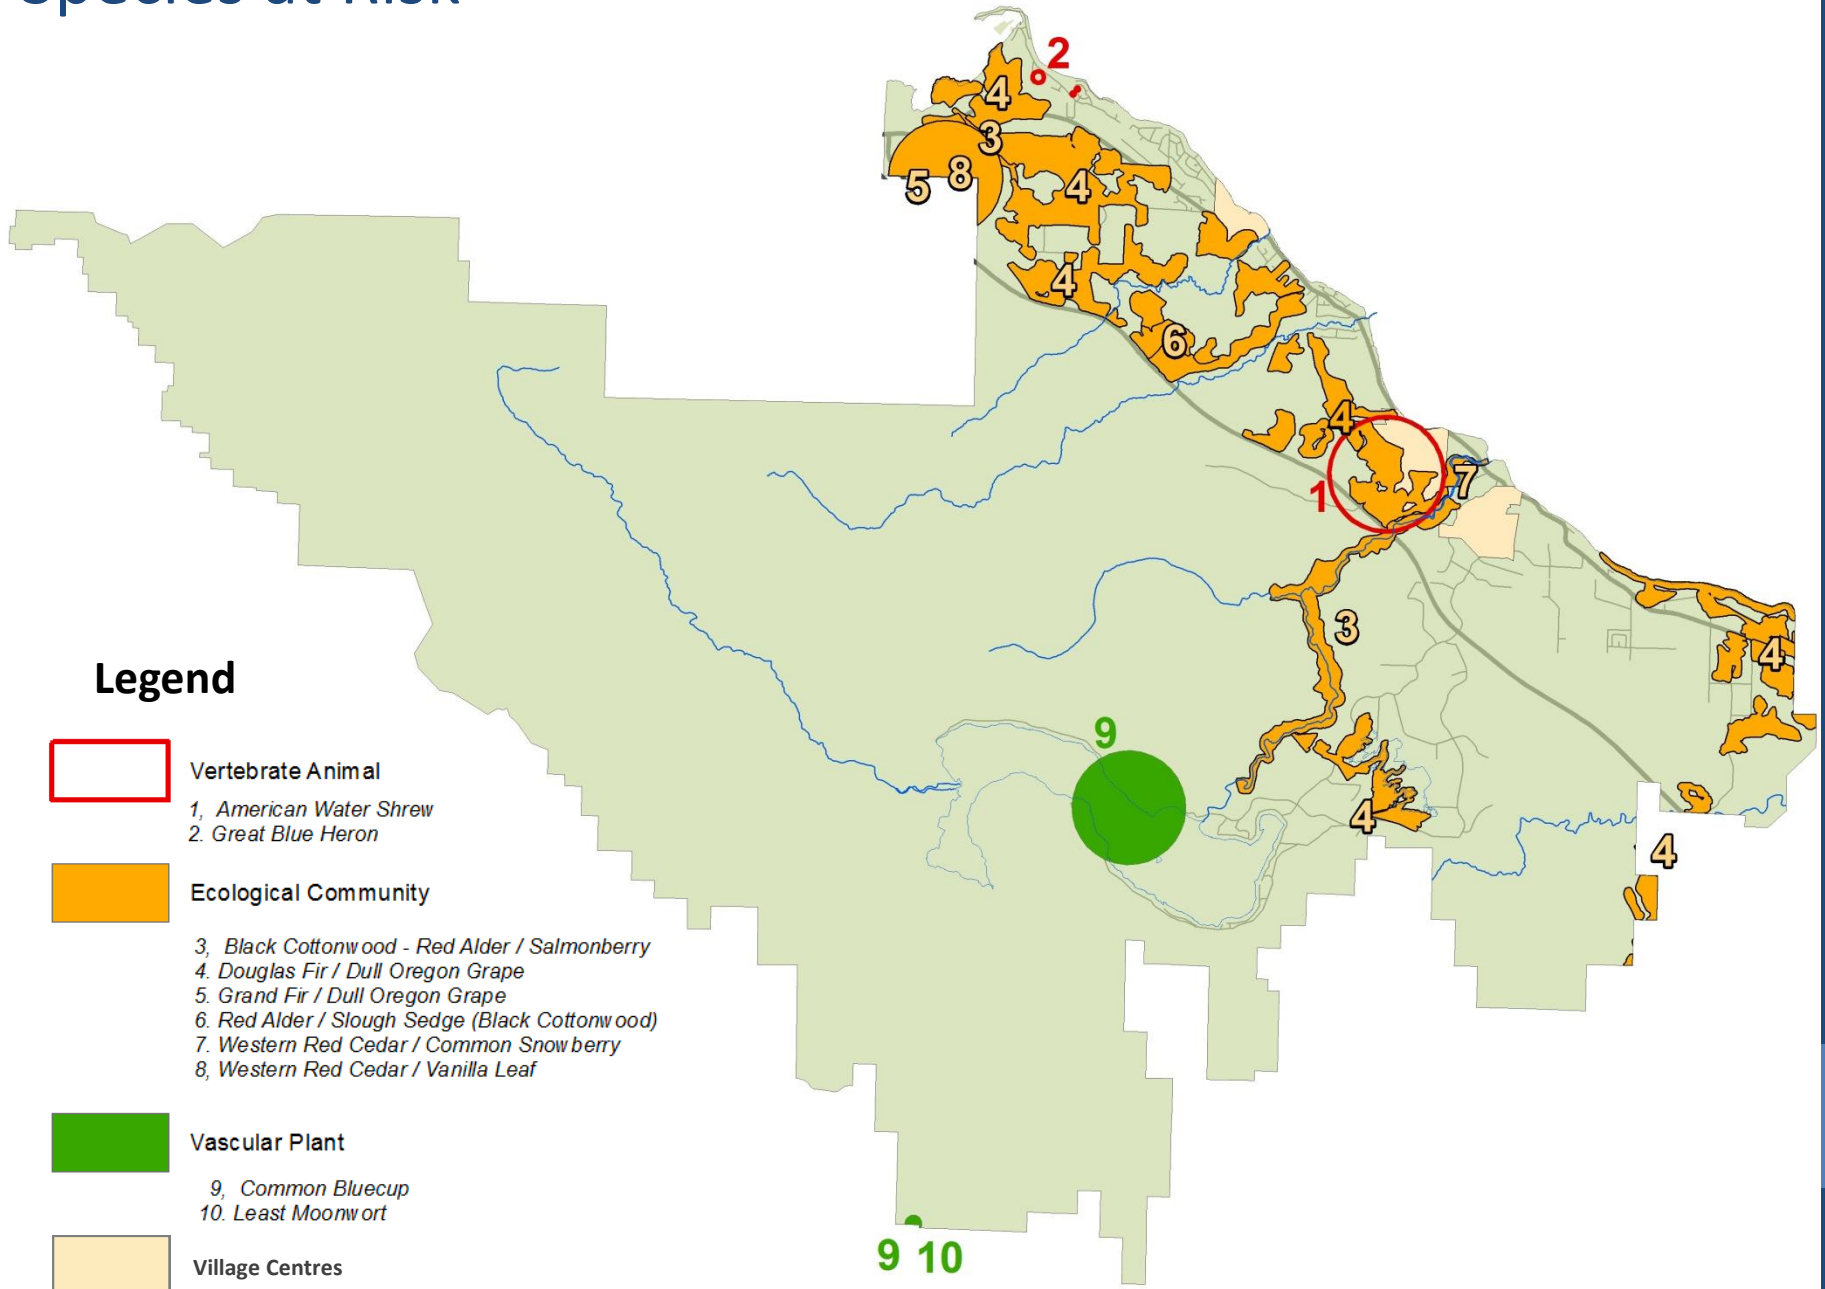 Species at Risk
2
4
3
5 8
4
4
6
4
1
7
3
4
9
4
4
9 10
Legend
Vertebrate Animal
1, American Water Shrew
2. Great Blue Heron
Ecological Community
3, Black Cottonwood - Red Alder / Salmonberry
4. Douglas Fir / Dull Oregon Grape
5. Grand Fir / Dull Oregon Grape
6. Red Alder / Slough Sedge (Black Cottonwood)
7. Western Red Cedar / Common Snowberry
8, Western Red Cedar / Vanilla Leaf
Vascular Plant
9, Common Bluecup
10. Least Moonwort
Village Centres